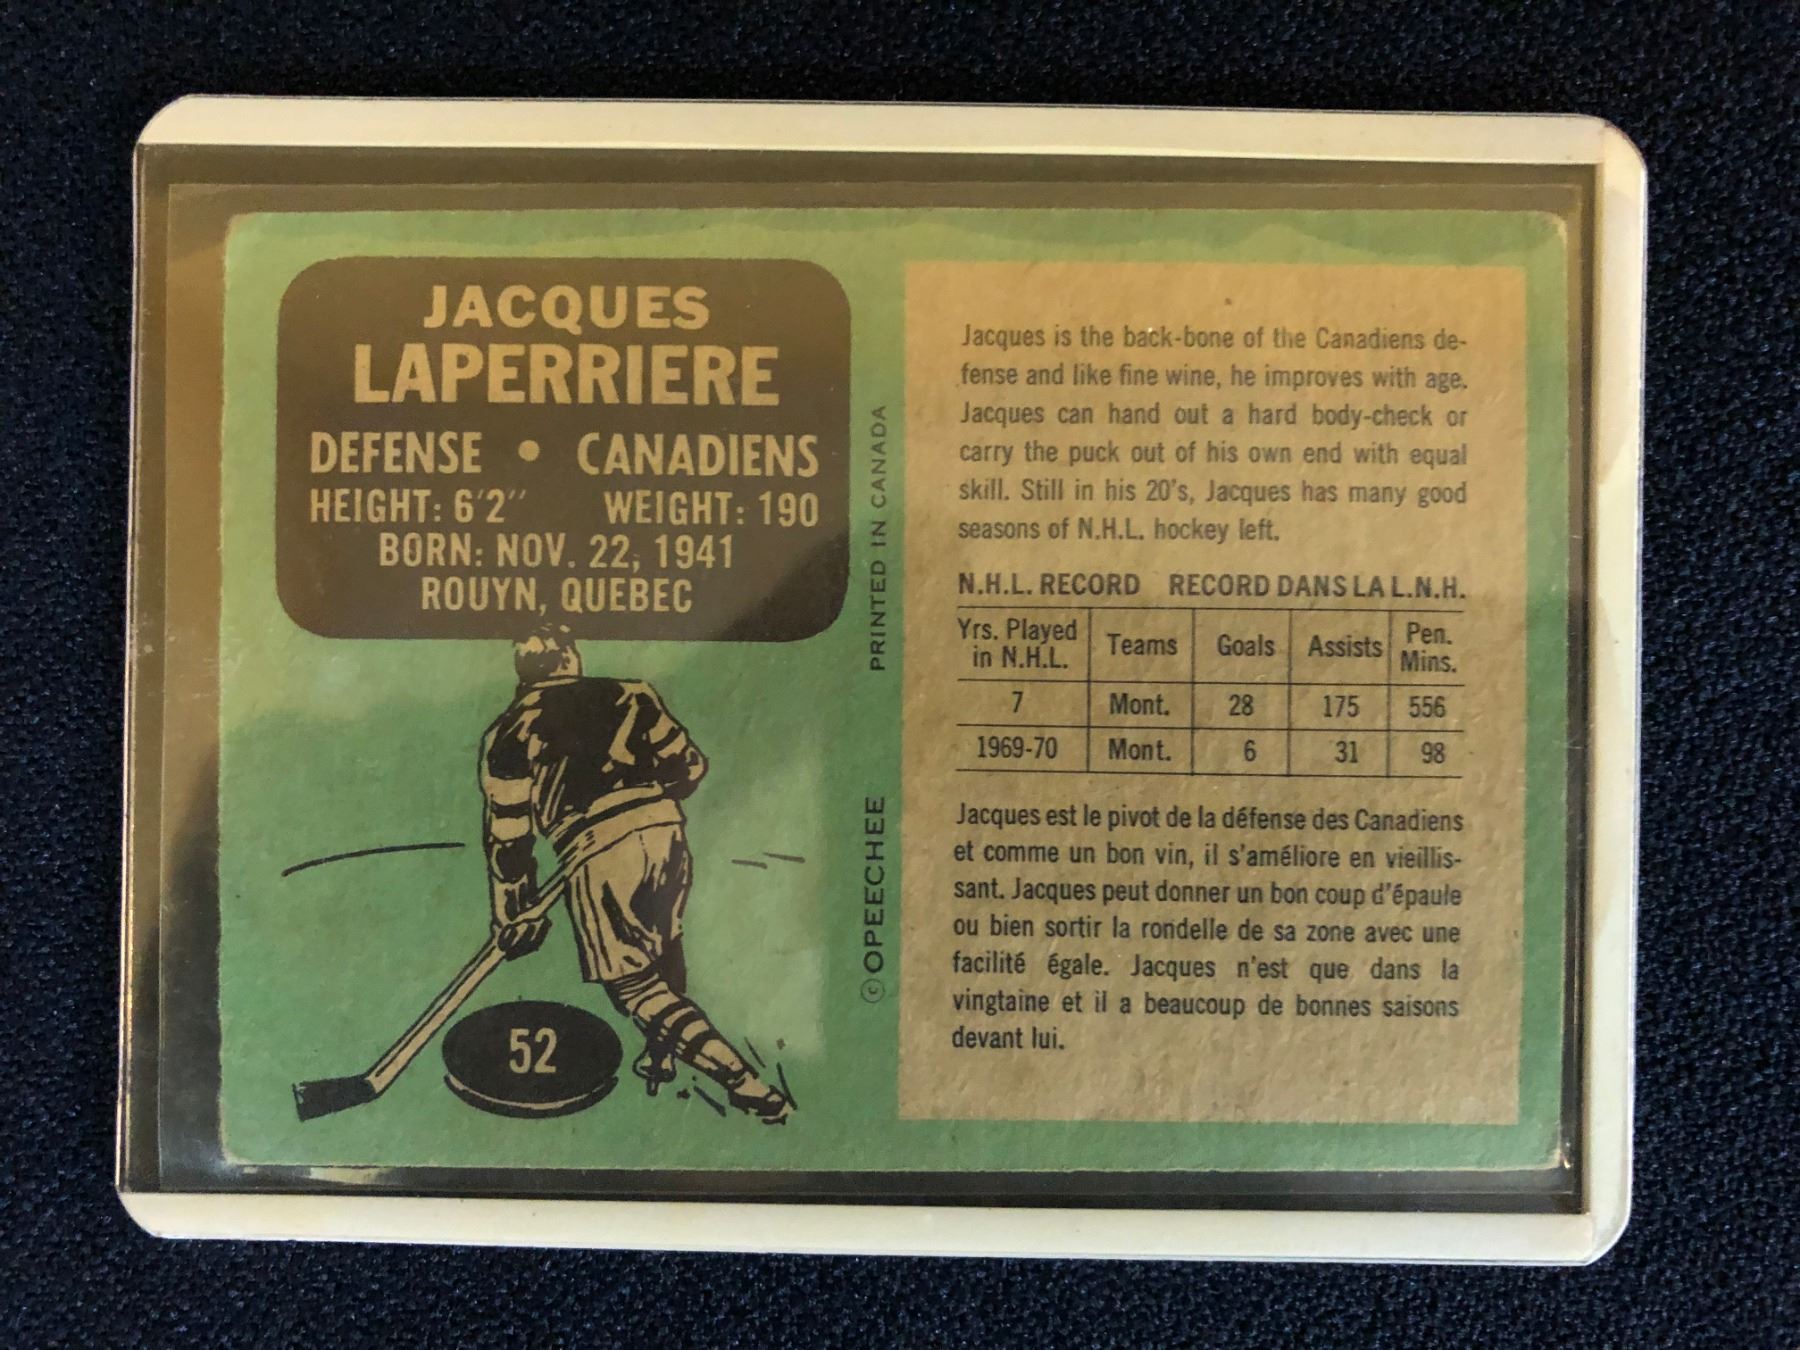 JACQUES
LAPERRIERE
DEFENSE • CANADIENS
HEIGHT: 6'2" WEIGHT: 190
BORN: NOV. 22, 1941
ROUYN, QUEBEC
52
© OPEECHEE PRINTED IN CANADA
Jacques is the back-bone of the Canadiens de-
fense and like fine wine, he improves with age.
Jacques can hand out a hard body-check or
carry the puck out of his own end with equal
skill. Still in his 20's, Jacques has many good
seasons of N.H.L. hockey left.
N.H.L. RECORD RECORD DANS LA L.N.H.
Yrs. Played in N.H.L. Teams Goals Assists Pen. Mins.
7 Mont. 28 175 556
1969-70 Mont. 6 31 98
Jacques est le pivot de la défense des Canadiens
et comme un bon vin, il s'améliore en vieillis-
sant. Jacques peut donner un bon coup d'épaule
ou bien sortir la rondelle de sa zone avec une
facilité égale. Jacques n'est que dans la
vingtaine et il a beaucoup de bonnes saisons
devant lui.